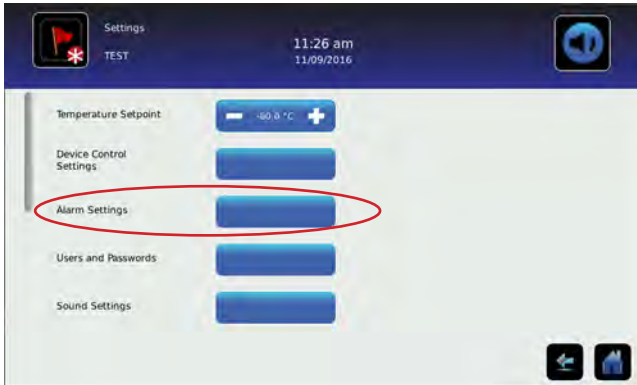 Settings
TEST
11:26 am
11/09/2016
Temperature Setpoint
-80.0 °C
Device Control
Settings
Alarm Settings
Users and Passwords
Sound Settings